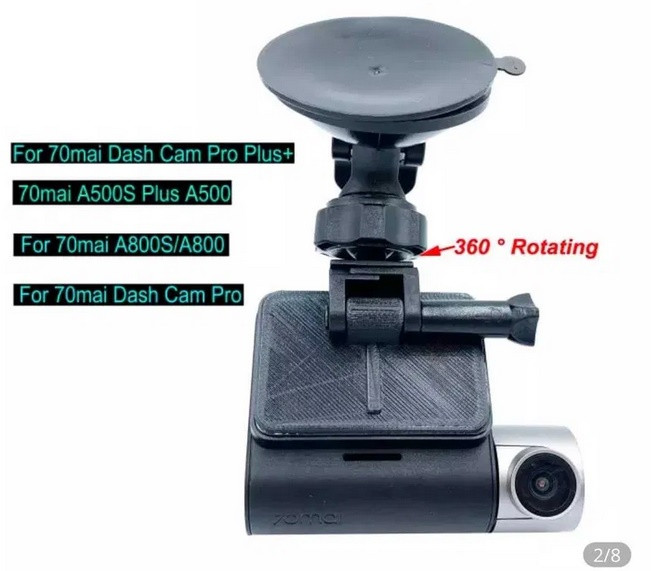 For 70mai Dash Cam Pro Plus+
70mai A500S Plus A500
360 ° Rotating
For 70mai A800S/A800
For 70mai Dash Cam Pro
70mai
2/8